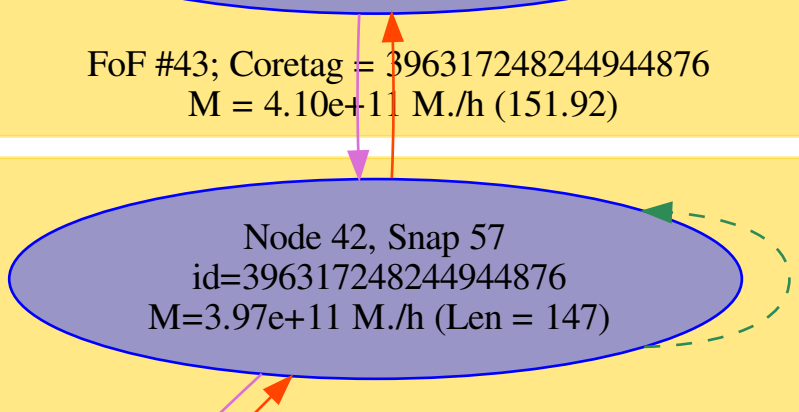 FoF #43; Coretag = 396317248244944876
M = 4.10e+11 M./h (151.92)
Node 42, Snap 57
id=396317248244944876
M=3.97e+11 M./h (Len = 147)